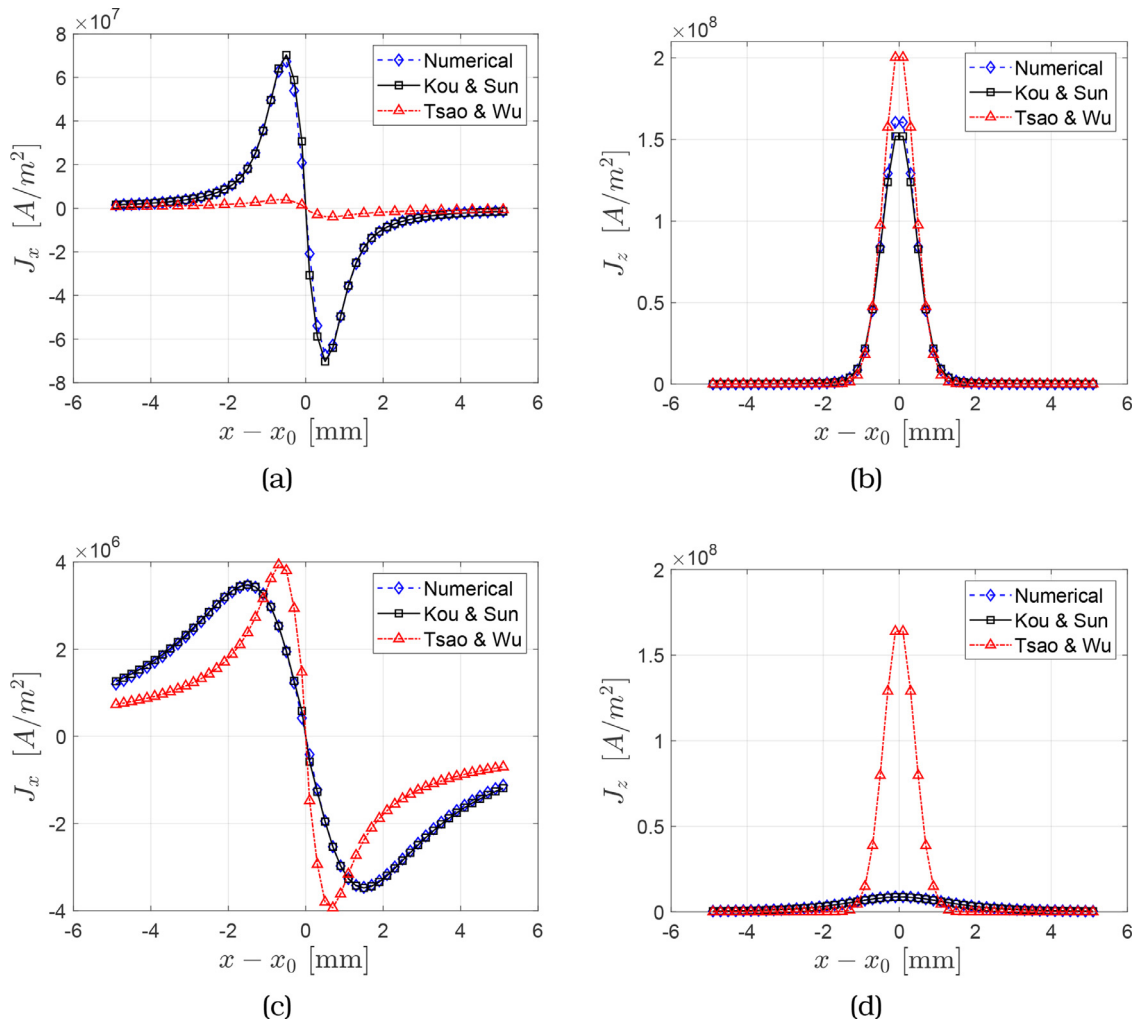 ×10^7
8
6
4
2
0
-2
-4
-6
-8
J_x [A/m^2]
Numerical
Kou & Sun
Tsao & Wu
-6 -4 -2 0 2 4 6
x − x_0 [mm]
(a)
×10^8
2
1.5
1
0.5
0
J_z [A/m^2]
Numerical
Kou & Sun
Tsao & Wu
-6 -4 -2 0 2 4 6
x − x_0 [mm]
(b)
×10^6
4
2
0
-2
-4
J_x [A/m^2]
Numerical
Kou & Sun
Tsao & Wu
-6 -4 -2 0 2 4 6
x − x_0 [mm]
(c)
×10^8
2
1.5
1
0.5
0
J_z [A/m^2]
Numerical
Kou & Sun
Tsao & Wu
-6 -4 -2 0 2 4 6
x − x_0 [mm]
(d)